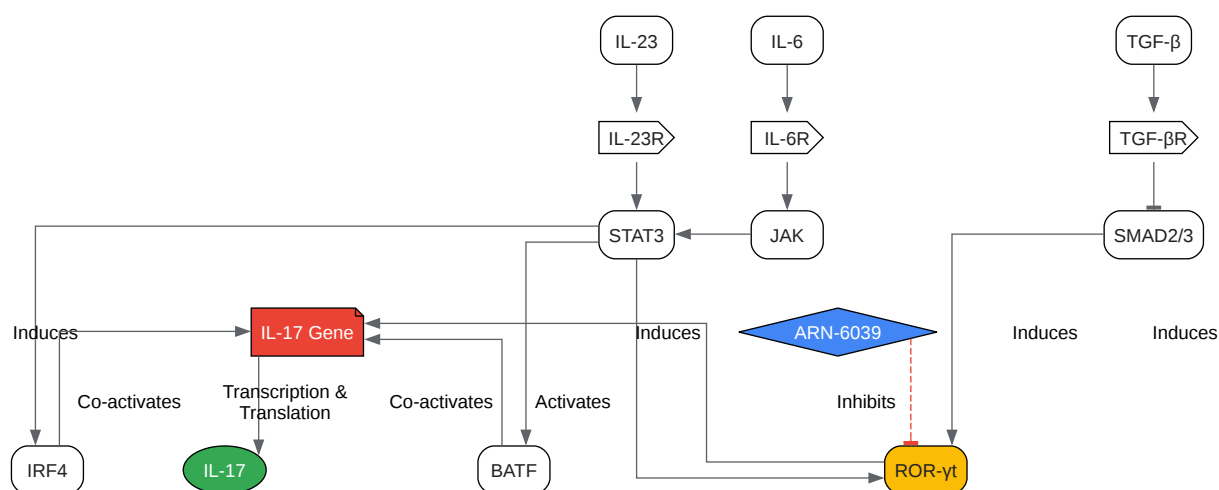 IL-23
IL-6
TGF-β
IL-23R
IL-6R
TGF-βR
STAT3
JAK
SMAD2/3
Induces
IL-17 Gene
Induces
ARN-6039
Induces
Induces
Co-activates
Transcription &
Translation
Co-activates
Activates
Inhibits
IRF4
IL-17
BATF
ROR-γt